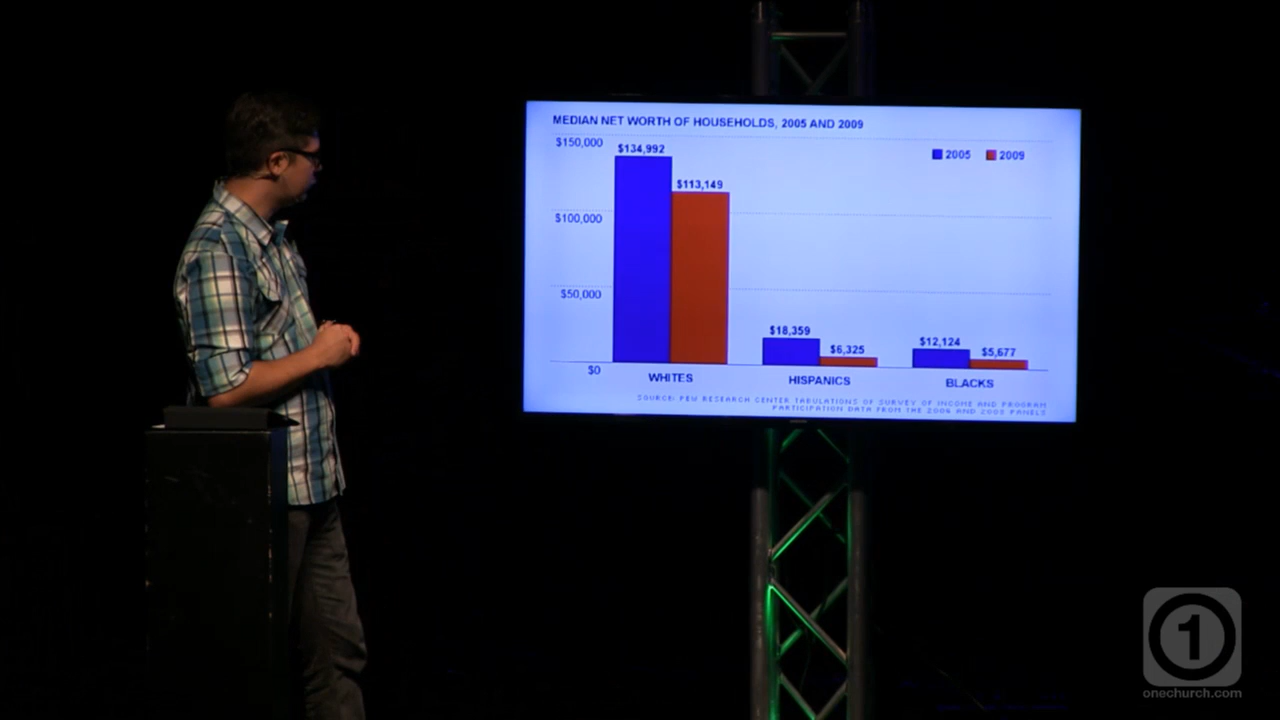 MEDIAN NET WORTH OF HOUSEHOLDS, 2005 AND 2009
$150,000
$134,992
2005 2009
$113,149
$100,000
$50,000
$18,359
$6,325
$12,124
$5,677
$0
WHITES HISPANICS BLACKS
SOURCE: PEW RESEARCH CENTER TABULATIONS OF SURVEY OF INCOME AND PROGRAM
PARTICIPATION DATA FROM THE 2004 AND 2008 PANELS
1
onechurch.com